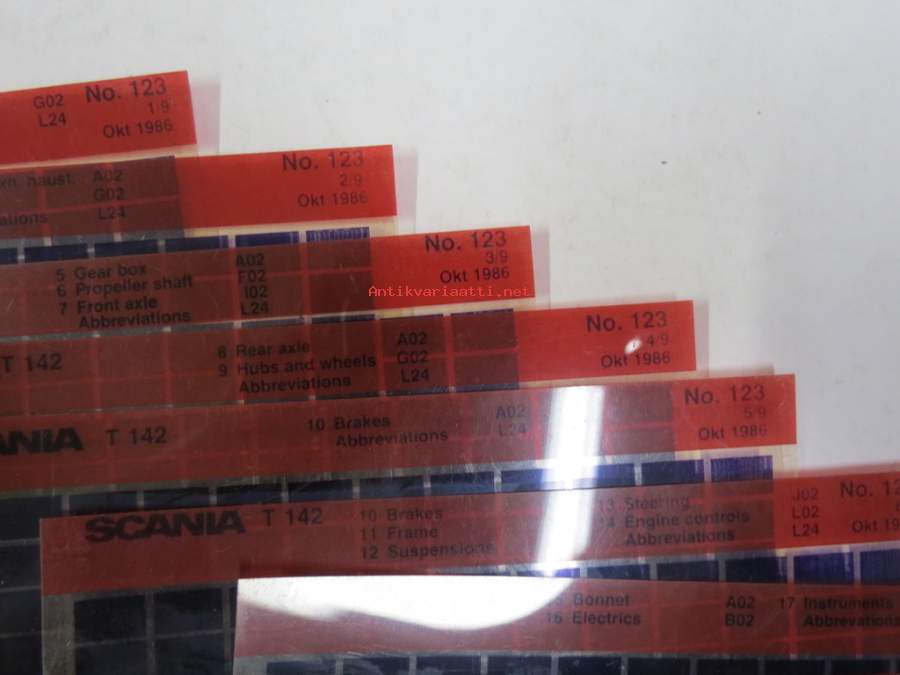 G02 No. 123
L24 1/9
Okt 1986
haust. A02 No. 123
G02 2/9
L24 Okt 1986
5 Gear box A02 No. 123
6 Propeller shaft F02 3/9
7 Front axle I02 Okt 1986
Abbreviations L24
Antikvariaatti.net
T 142 8 Rear axle A02 No. 123
9 Hubs and wheels G02 4/9
Abbreviations L24 Okt 1986
T 142 10 Brakes A02 No. 123
Abbreviations L24 5/9
Okt 1986
SCANIA T 142 10 Brakes 13 Steering J02 No.
11 Frame 14 Engine controls L02
12 Suspensions Abbreviations L24 Okt
Bonnet A02 17 Instruments
16 Electrics B02